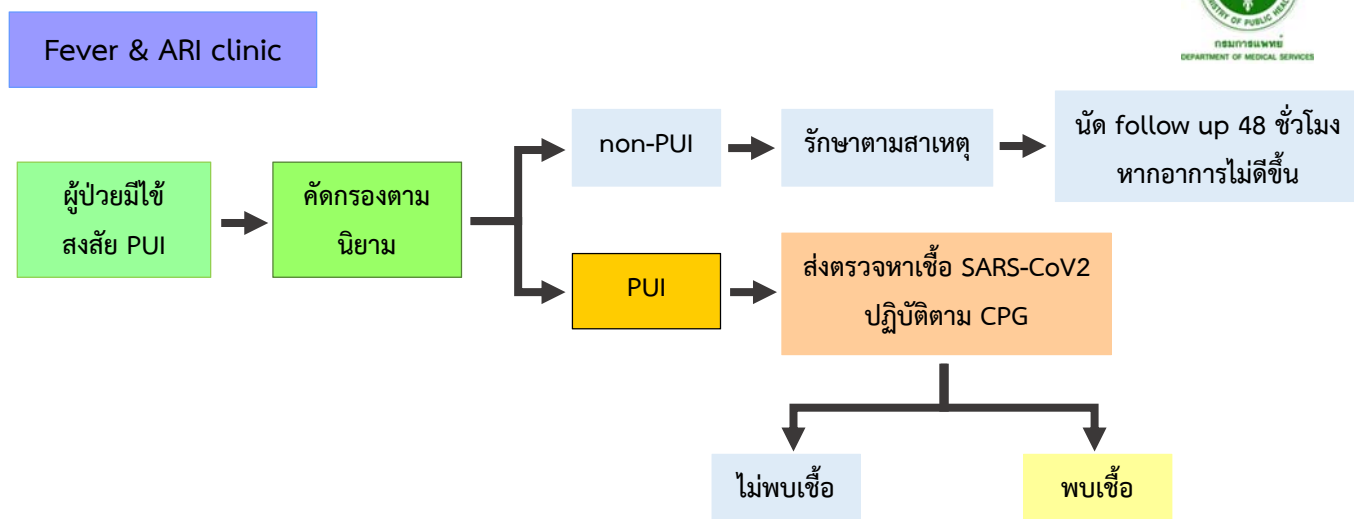 Fever & ARI clinic
MINISTRY OF PUBLIC HEALTH
กรมการแพทย์
DEPARTMENT OF MEDICAL SERVICES
ผู้ป่วยมีไข้
สงสัย PUI
คัดกรองตาม
นิยาม
non-PUI
รักษาตามสาเหตุ
นัด follow up 48 ชั่วโมง
หากอาการไม่ดีขึ้น
PUI
ส่งตรวจหาเชื้อ SARS-CoV2
ปฏิบัติตาม CPG
ไม่พบเชื้อ
พบเชื้อ